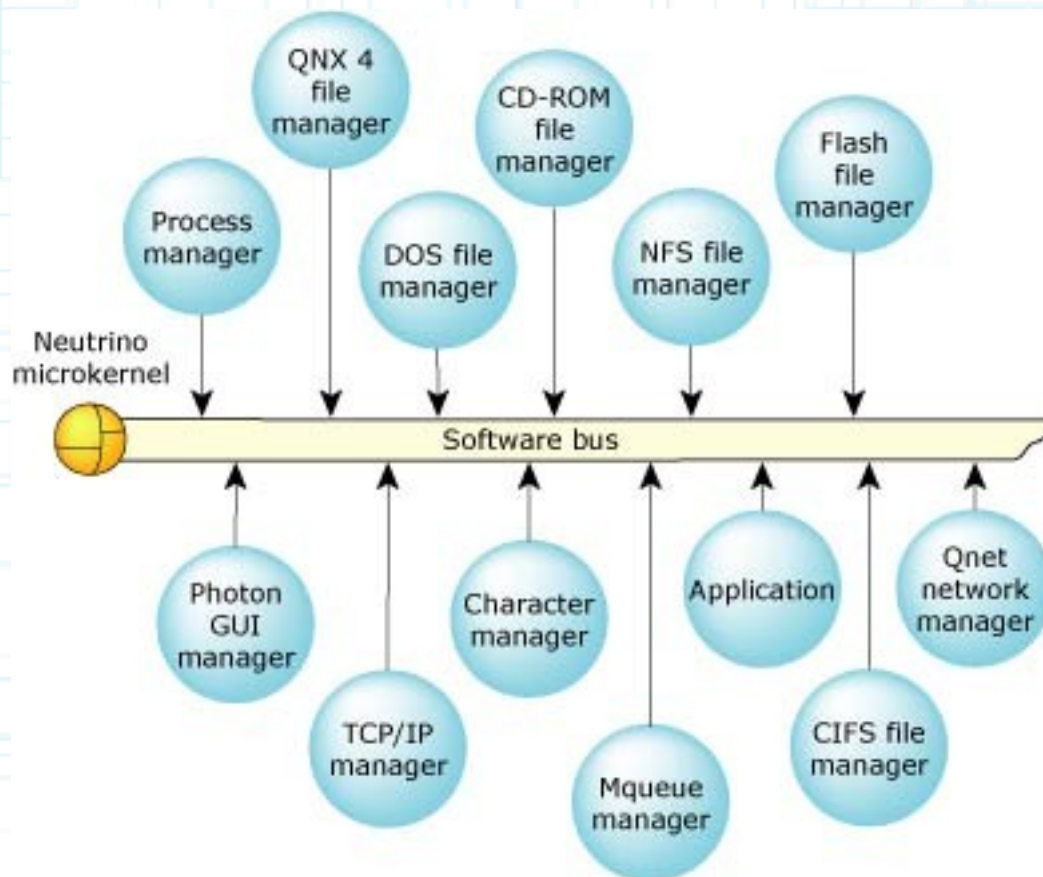 QNX 4
file
manager
CD-ROM
file
manager
Flash
file
manager
Process
manager
DOS file
manager
NFS file
manager
Neutrino
microkernel
Software bus
Photon
GUI
manager
Character
manager
Application
Qnet
network
manager
TCP/IP
manager
Mqueue
manager
CIFS file
manager